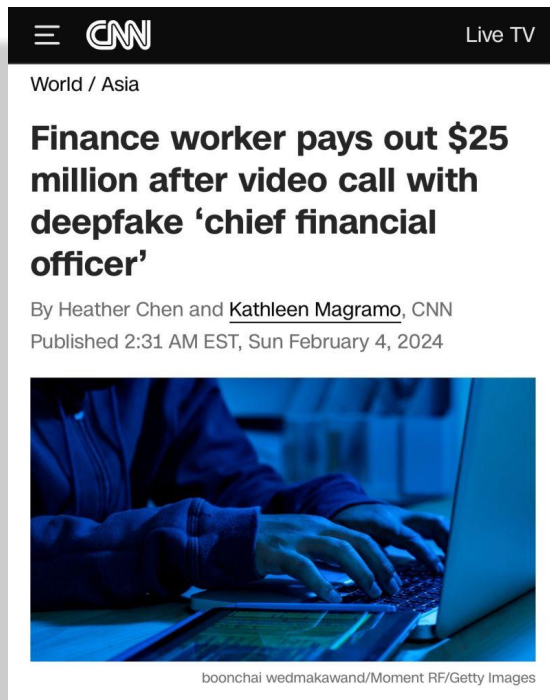 CNN
Live TV
World / Asia
Finance worker pays out $25
million after video call with
deepfake ‘chief financial
officer’
By Heather Chen and Kathleen Magramo, CNN
Published 2:31 AM EST, Sun February 4, 2024
boonchai wedmakawand/Moment RF/Getty Images